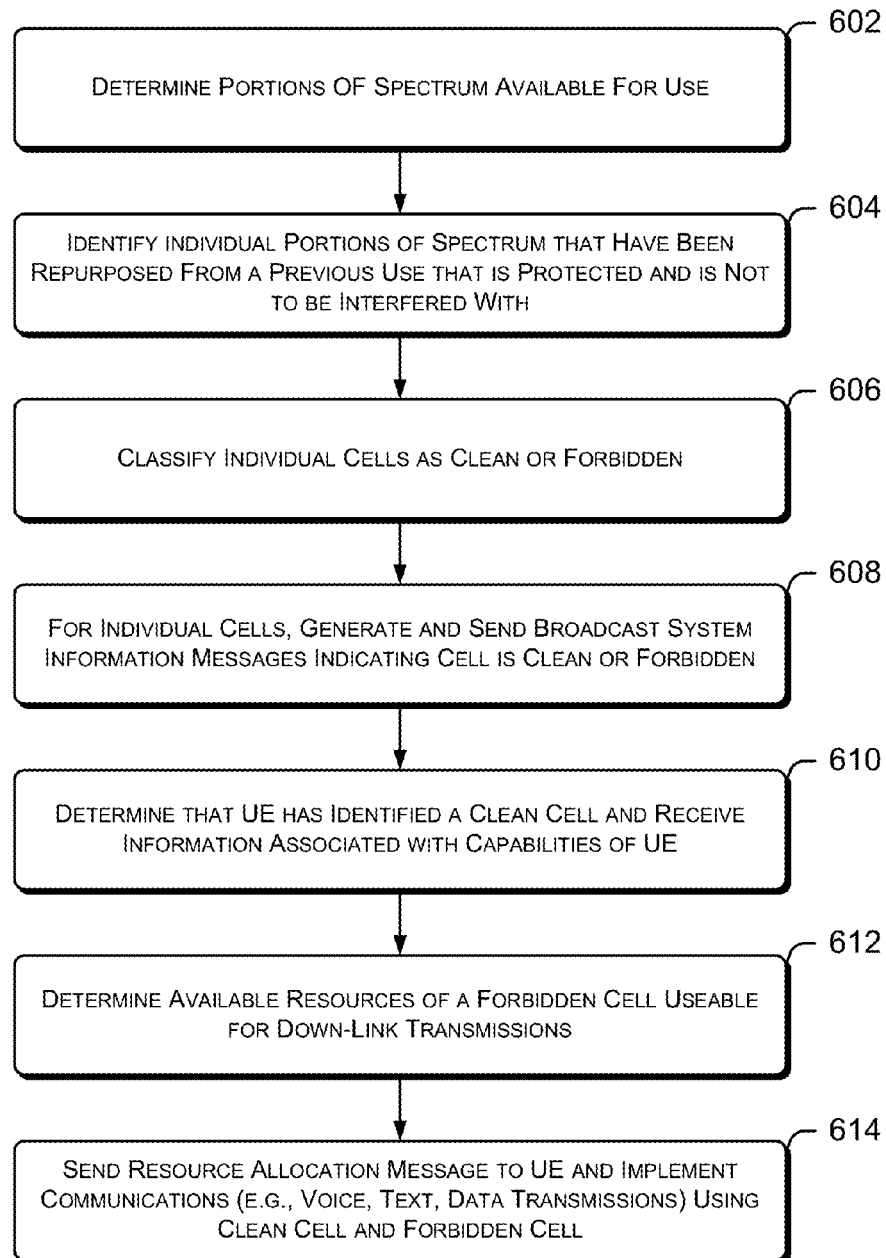 602
DETERMINE PORTIONS OF SPECTRUM AVAILABLE FOR USE
604
IDENTIFY INDIVIDUAL PORTIONS OF SPECTRUM THAT HAVE BEEN
REPURPOSED FROM A PREVIOUS USE THAT IS PROTECTED AND IS NOT
TO BE INTERFERED WITH
606
CLASSIFY INDIVIDUAL CELLS AS CLEAN OR FORBIDDEN
608
FOR INDIVIDUAL CELLS, GENERATE AND SEND BROADCAST SYSTEM
INFORMATION MESSAGES INDICATING CELL IS CLEAN OR FORBIDDEN
610
DETERMINE THAT UE HAS IDENTIFIED A CLEAN CELL AND RECEIVE
INFORMATION ASSOCIATED WITH CAPABILITIES OF UE
612
DETERMINE AVAILABLE RESOURCES OF A FORBIDDEN CELL USEABLE
FOR DOWN-LINK TRANSMISSIONS
614
SEND RESOURCE ALLOCATION MESSAGE TO UE AND IMPLEMENT
COMMUNICATIONS (E.G., VOICE, TEXT, DATA TRANSMISSIONS) USING
CLEAN CELL AND FORBIDDEN CELL